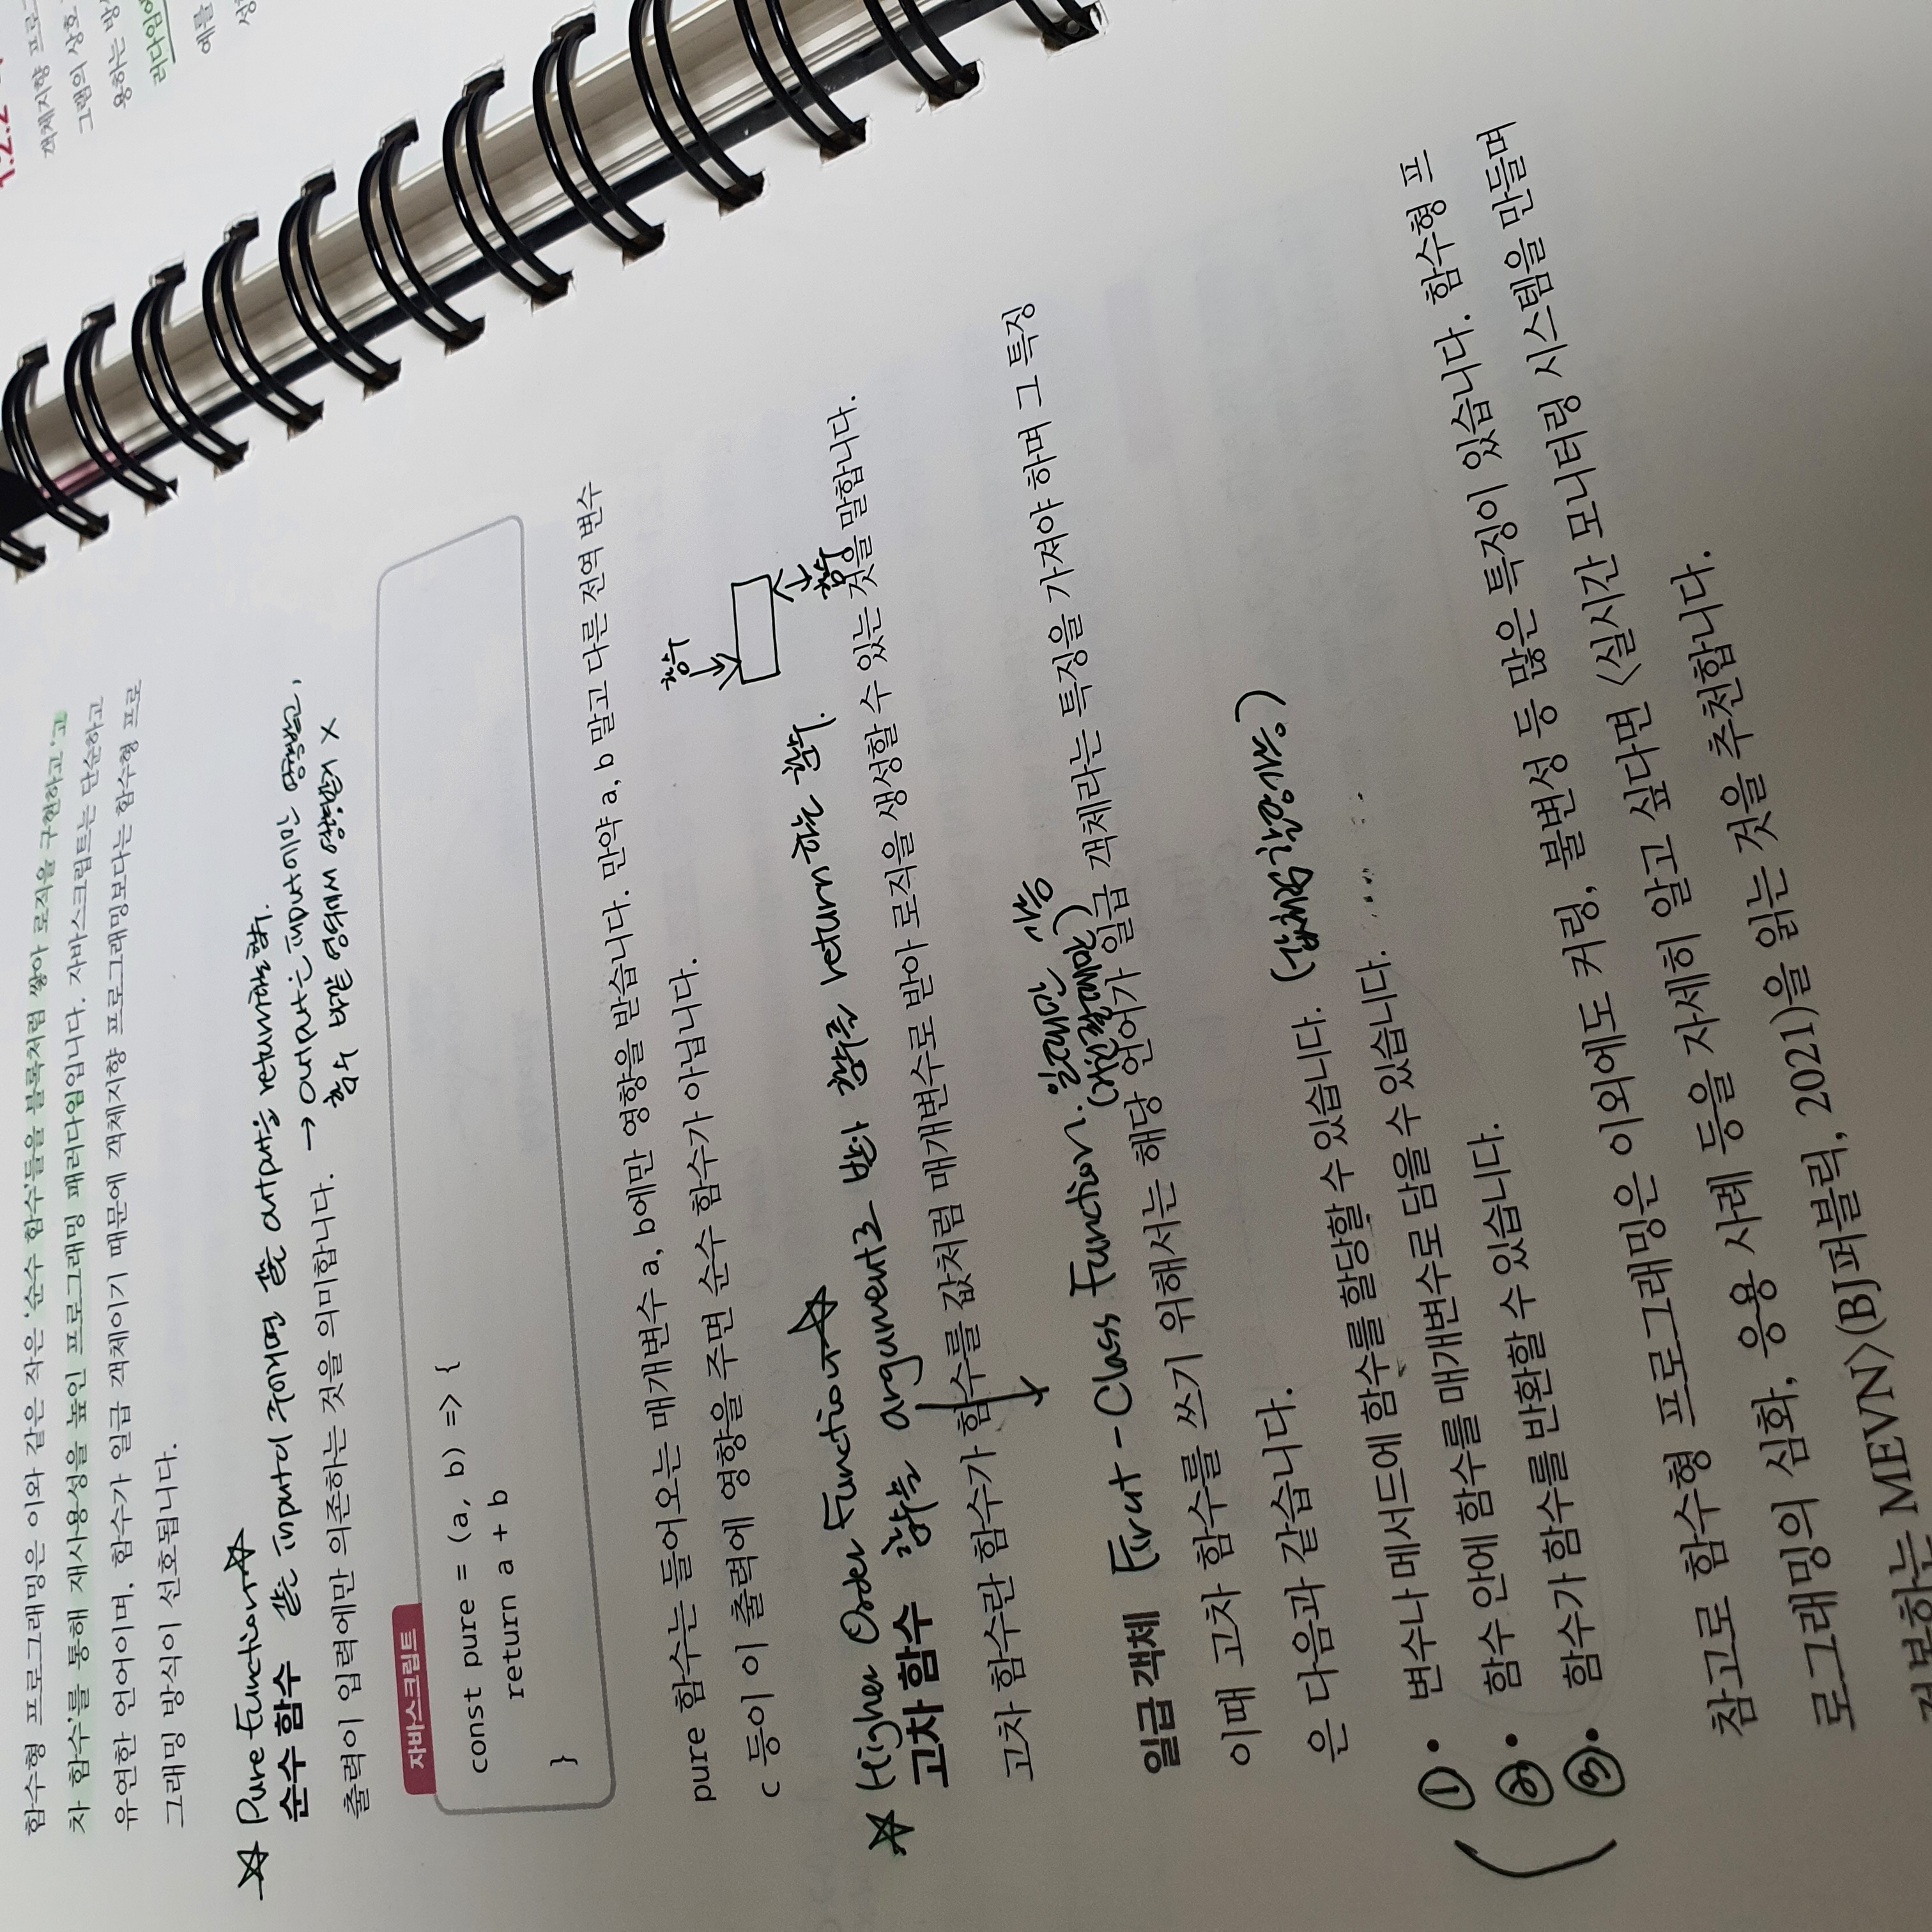 함수형 프로그래밍은 이와 같은 작은 '순수 함수'들을 블록처럼 쌓아 로직을 구현하고 '고
차 함수'를 통해 재사용성을 높인 프로그래밍 패러다임입니다. 자바스크립트는 단순하고
유연한 언어이며, 함수가 일급 객체이기 때문에 객체지향 프로그래밍보다는 함수형 프로
그래밍 방식이 선호됩니다.
Pure Function
순수 함수 같은 input이 주어지면 같은 output을 return하는 함수.
출력이 입력에만 의존하는 것을 의미합니다. → output은 input에만 영향받고,
함수 바깥 영역에서 영향받기 X
자바스크립트
const pure = (a, b) => {
return a + b
}
pure 함수는 들어오는 매개변수 a, b에만 영향을 받습니다. 만약 a, b 말고 다른 전역 변수
c 등이 이 출력에 영향을 주면 순수 함수가 아닙니다.
함수
함수
Higher Order Function
고차 함수 함수를 argument로 받아 함수를 return하는 함수.
고차 함수란 함수가 함수를 값처럼 매개변수로 받아 로직을 생성할 수 있는 것을 말합니다.
일급 객체 First-Class Function. 일때만 가능
이때 고차 함수를 쓰기 위해서는 해당 언어가 일급 객체라는 특징을 가져야 하며 그 특징
은 다음과 같습니다.
① • 변수나 메서드에 함수를 할당할 수 있습니다. (값처럼 할당가능)
② • 함수 안에 함수를 매개변수로 담을 수 있습니다.
③ • 함수가 함수를 반환할 수 있습니다.
참고로 함수형 프로그래밍은 이외에도 커링, 불변성 등 많은 특징이 있습니다. 함수형 프
로그래밍의 심화, 응용 사례 등을 자세히 알고 싶다면 〈실시간 모니터링 시스템을 만들며
정복하는 MEVN〉(BJ퍼블릭, 2021)을 읽는 것을 추천합니다.
1.2.2
객체지향 프로그
그램의 상호
용하는 방
러다임에
예를